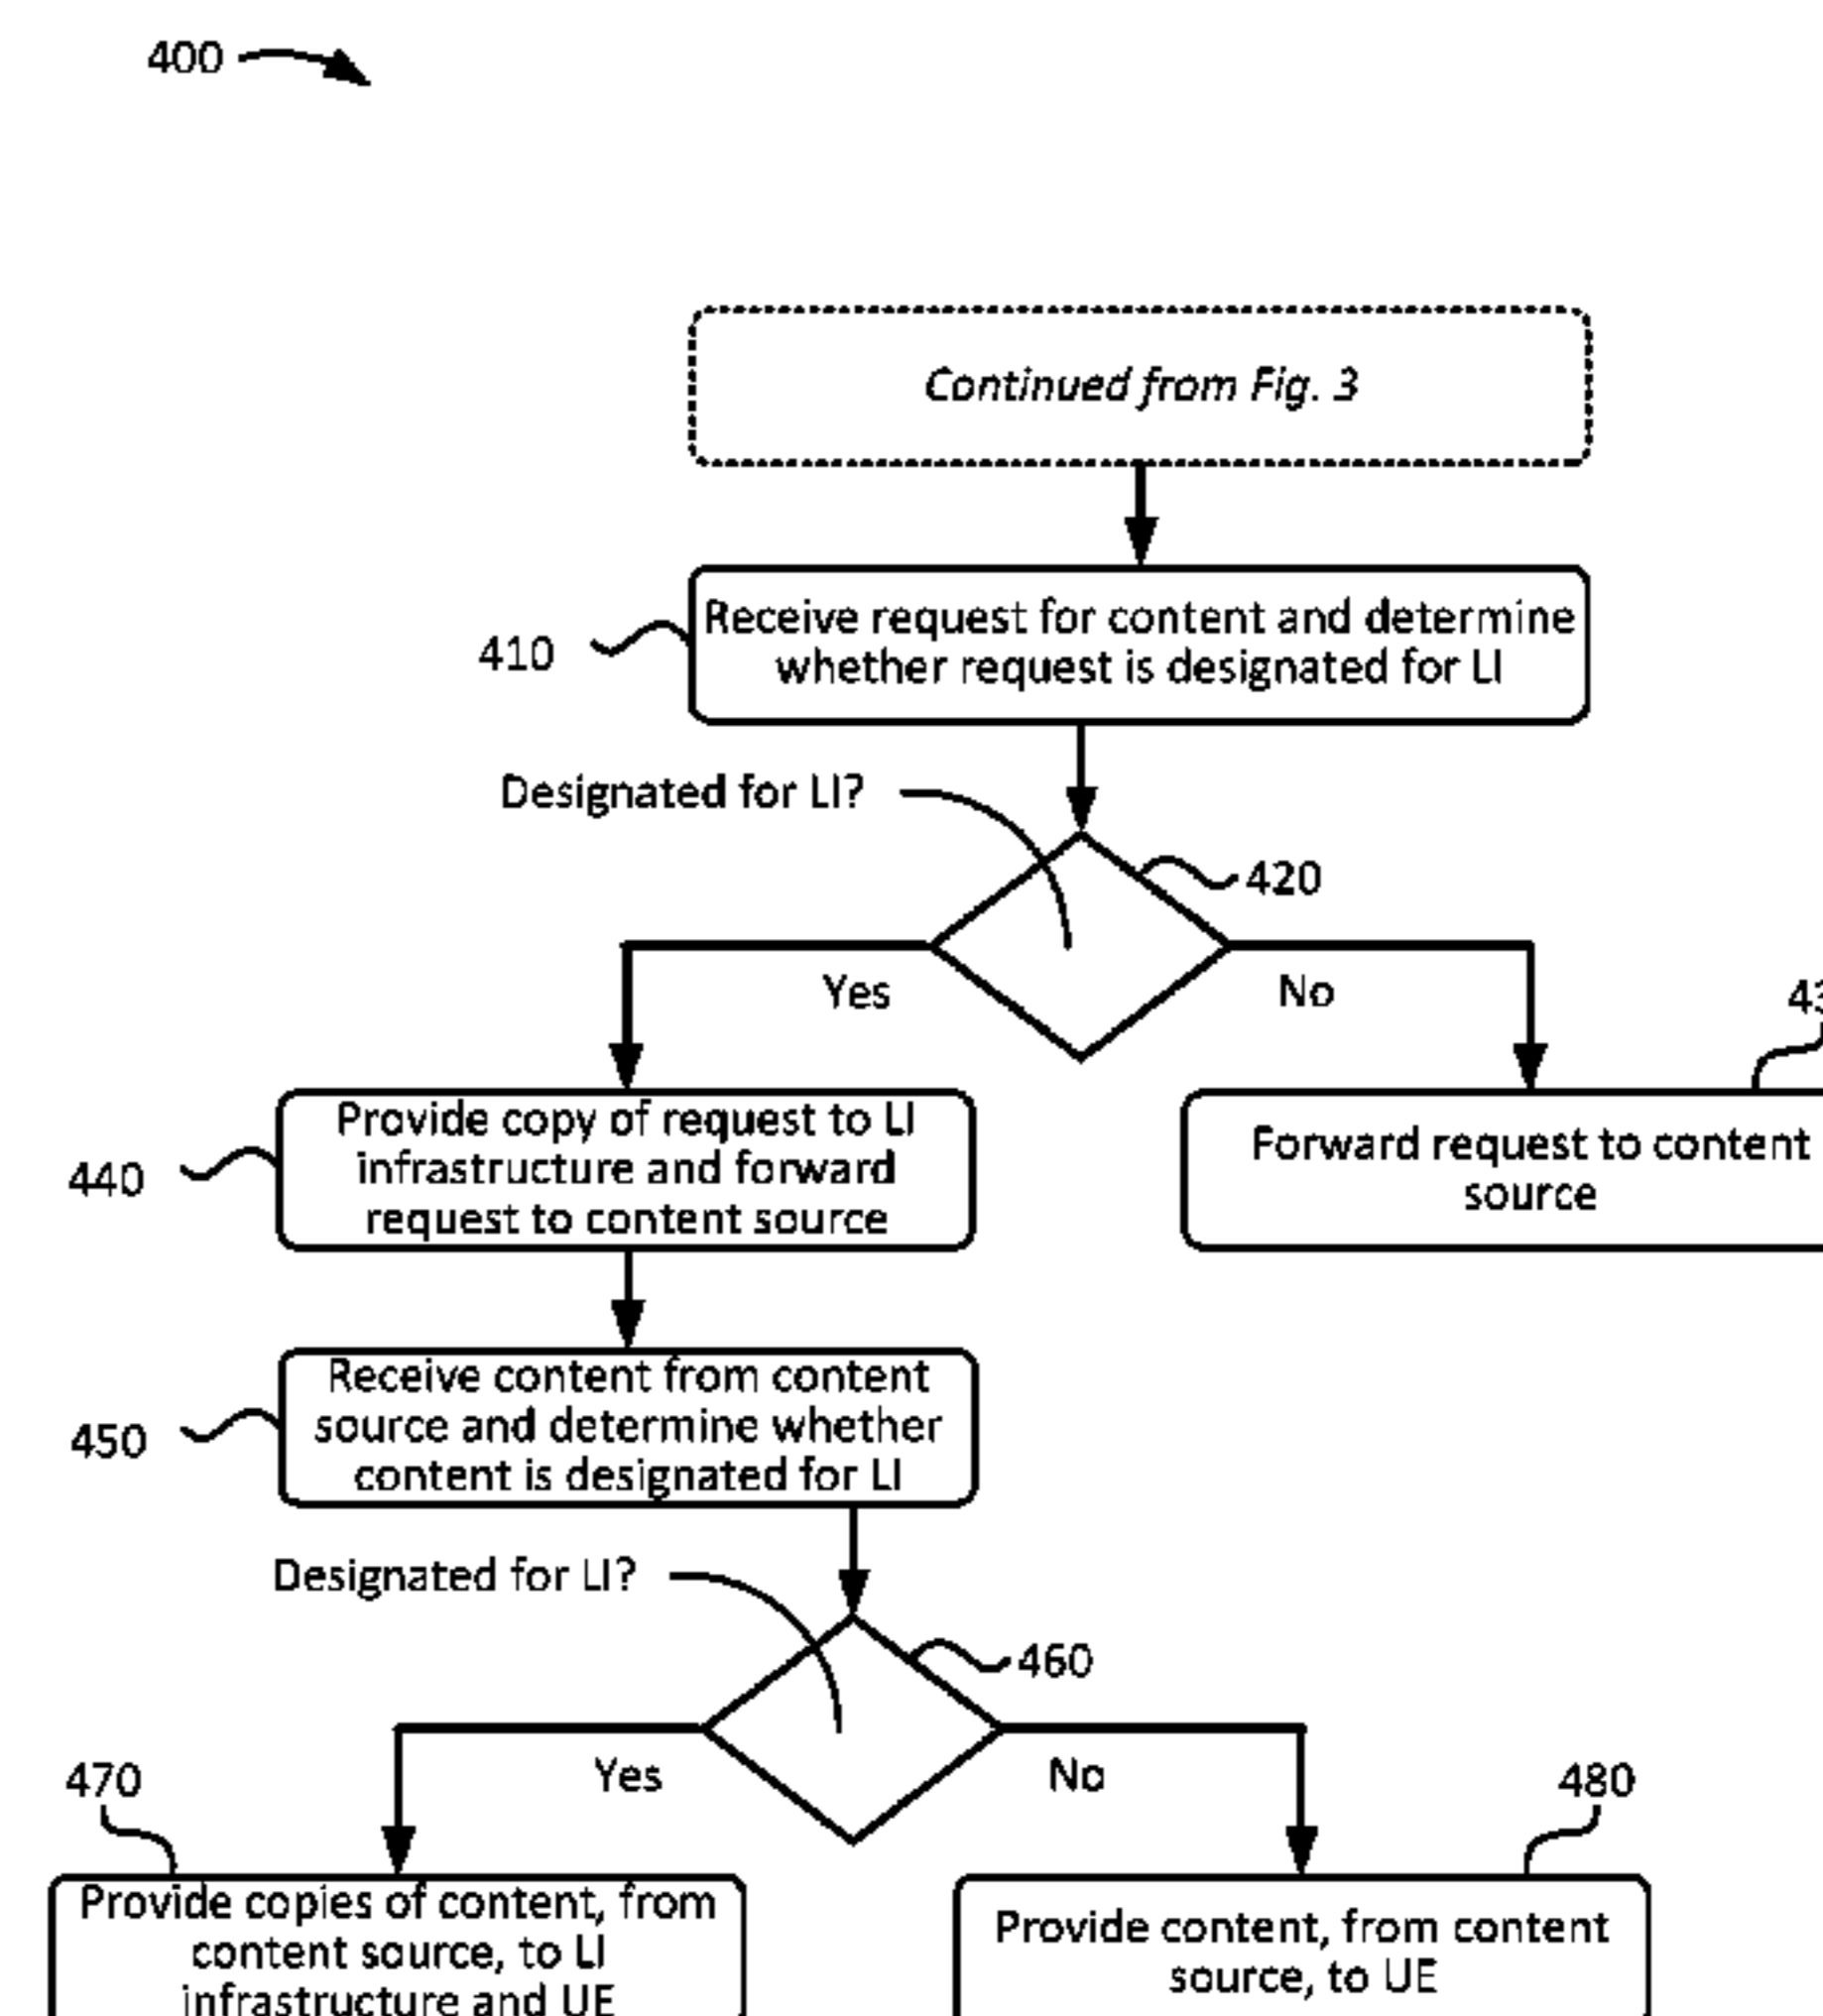 400
Continued from Fig. 3
Receive request for content and determine
whether request is designated for LI
410
Designated for LI?
420
Yes
No
Provide copy of request to LI
infrastructure and forward
request to content source
440
Forward request to content
source
Receive content from content
source and determine whether
content is designated for LI
450
Designated for LI?
460
Yes
No
470
480
Provide copies of content, from
content source, to LI
infrastructure and UE
Provide content, from content
source, to UE